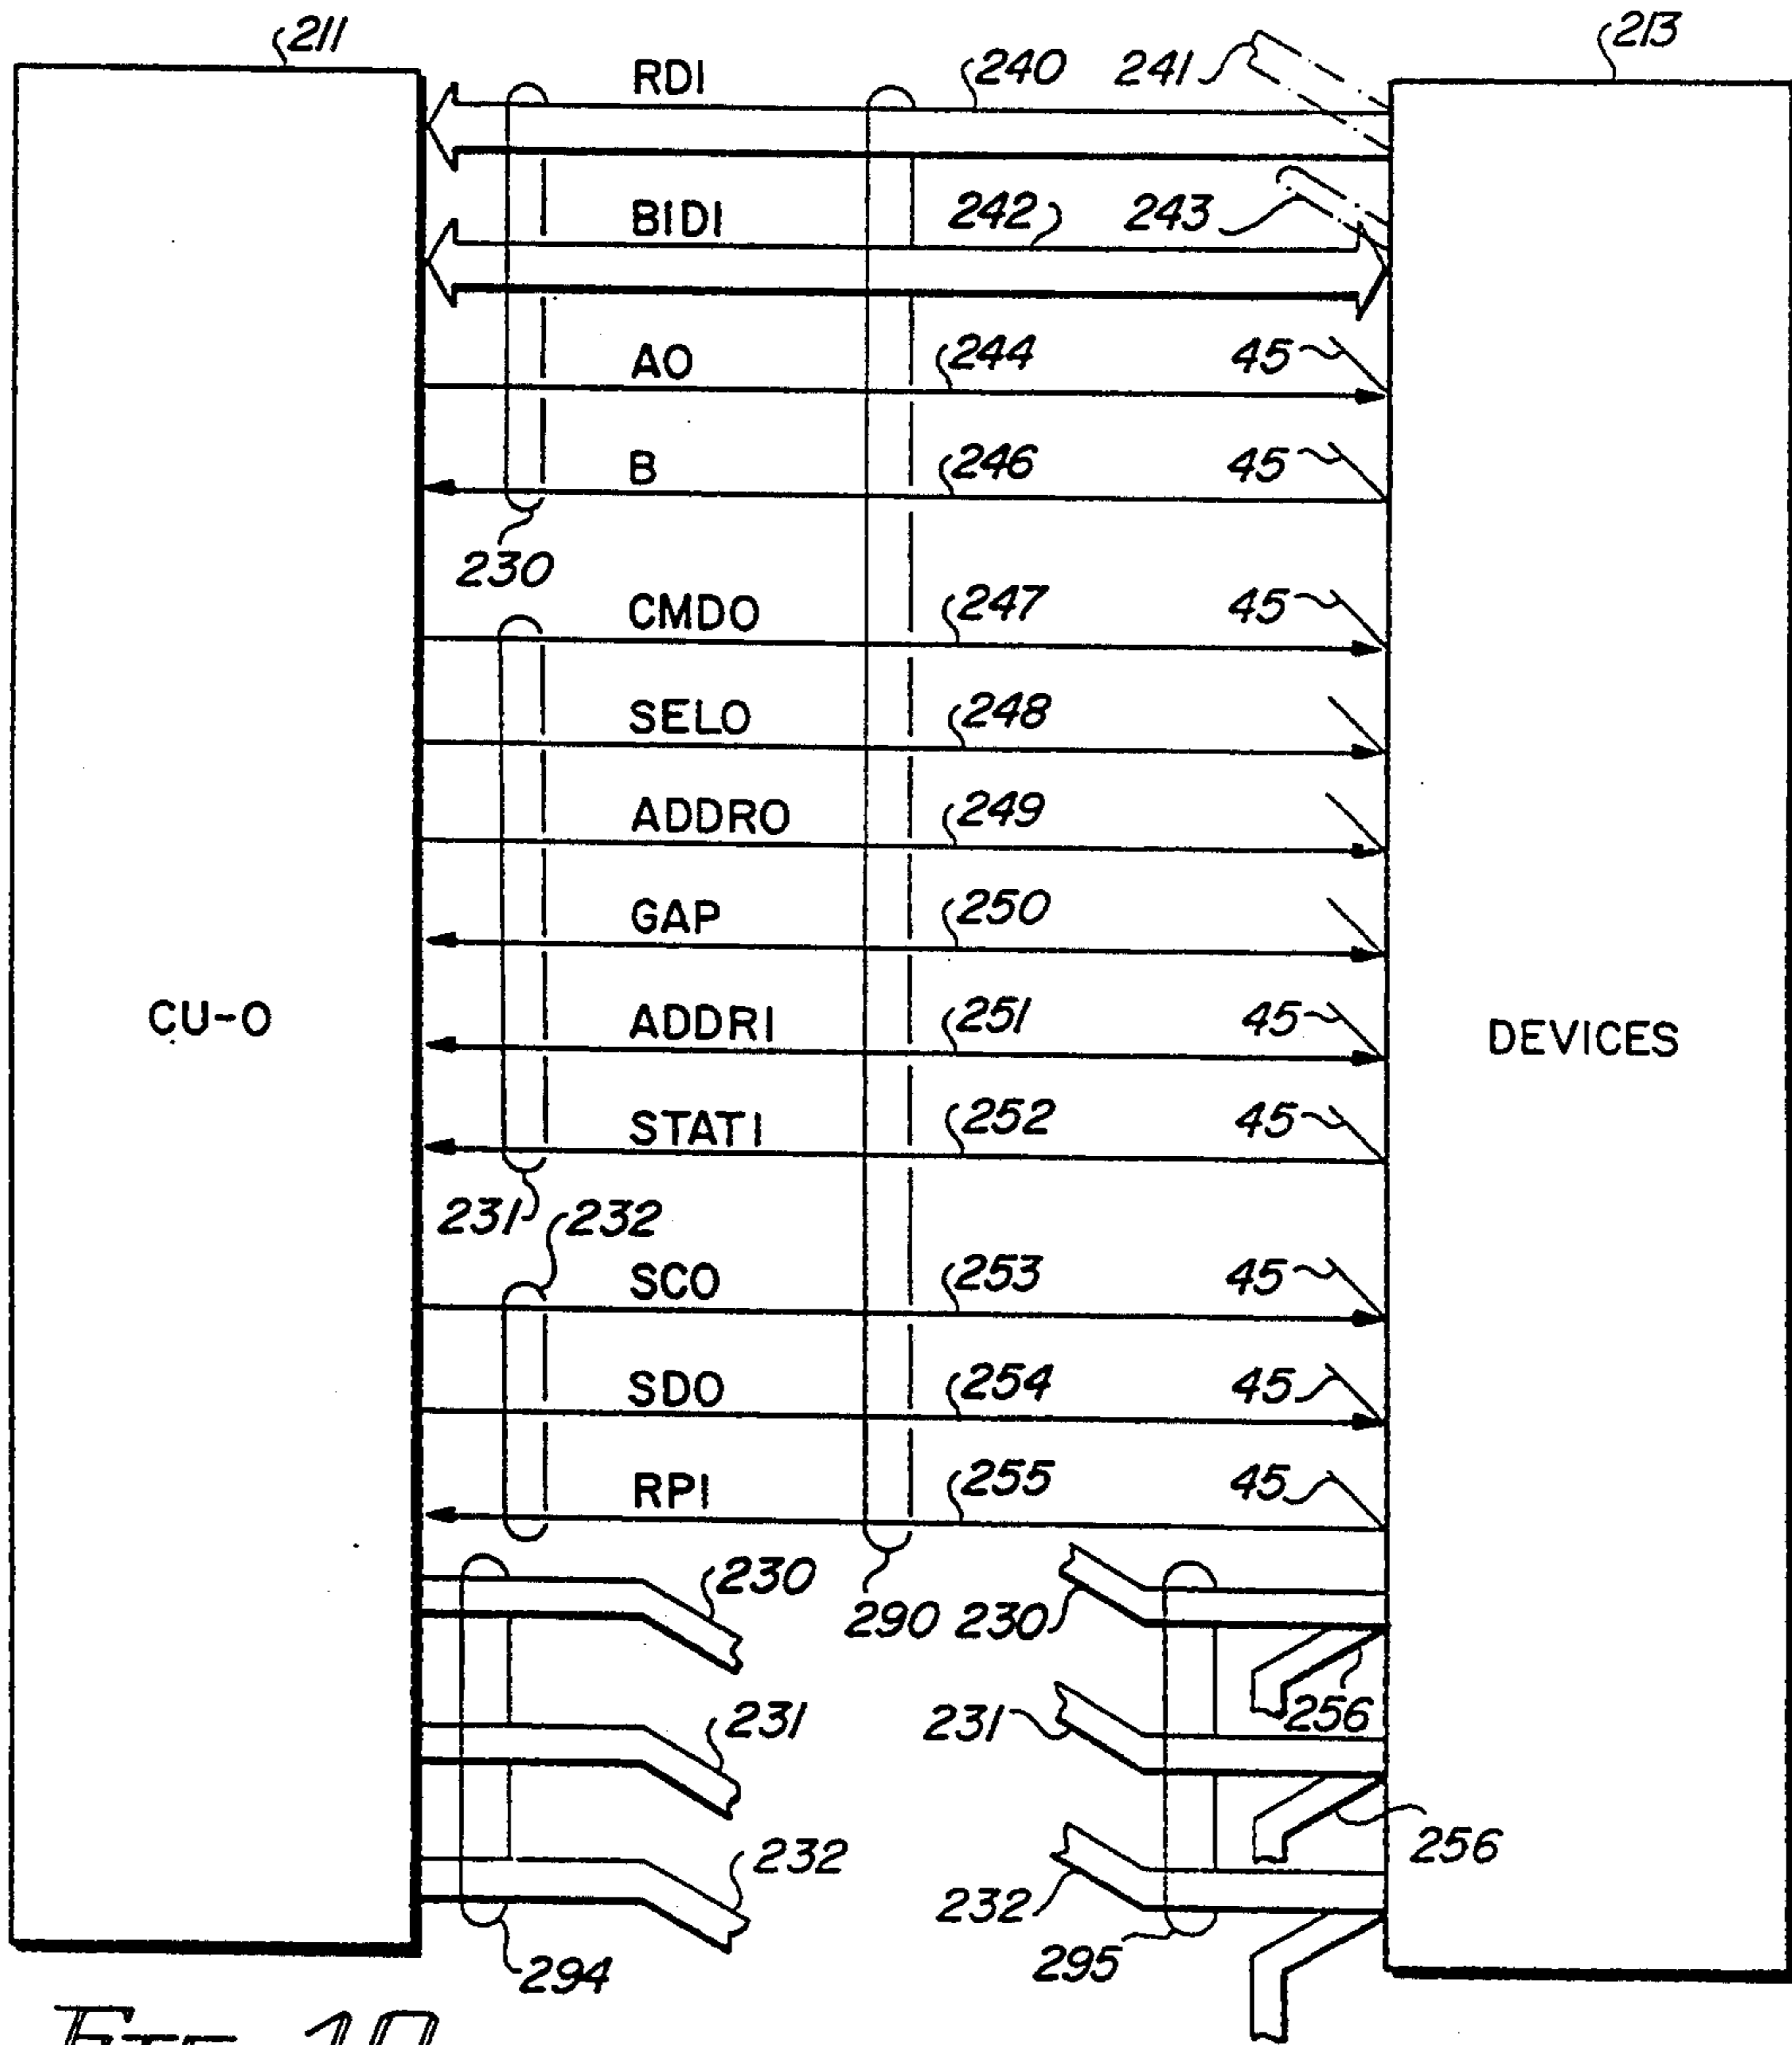 211
213
RDI
240
241
BIDI
242
243
AO
244
45
B
246
45
230
CMDO
247
45
SELO
248
ADDRO
249
GAP
250
CU-O
ADDRI
251
45
DEVICES
STATI
252
45
231
232
SCO
253
45
SDO
254
45
RPI
255
45
230
290
230
256
231
231
256
232
232
294
295